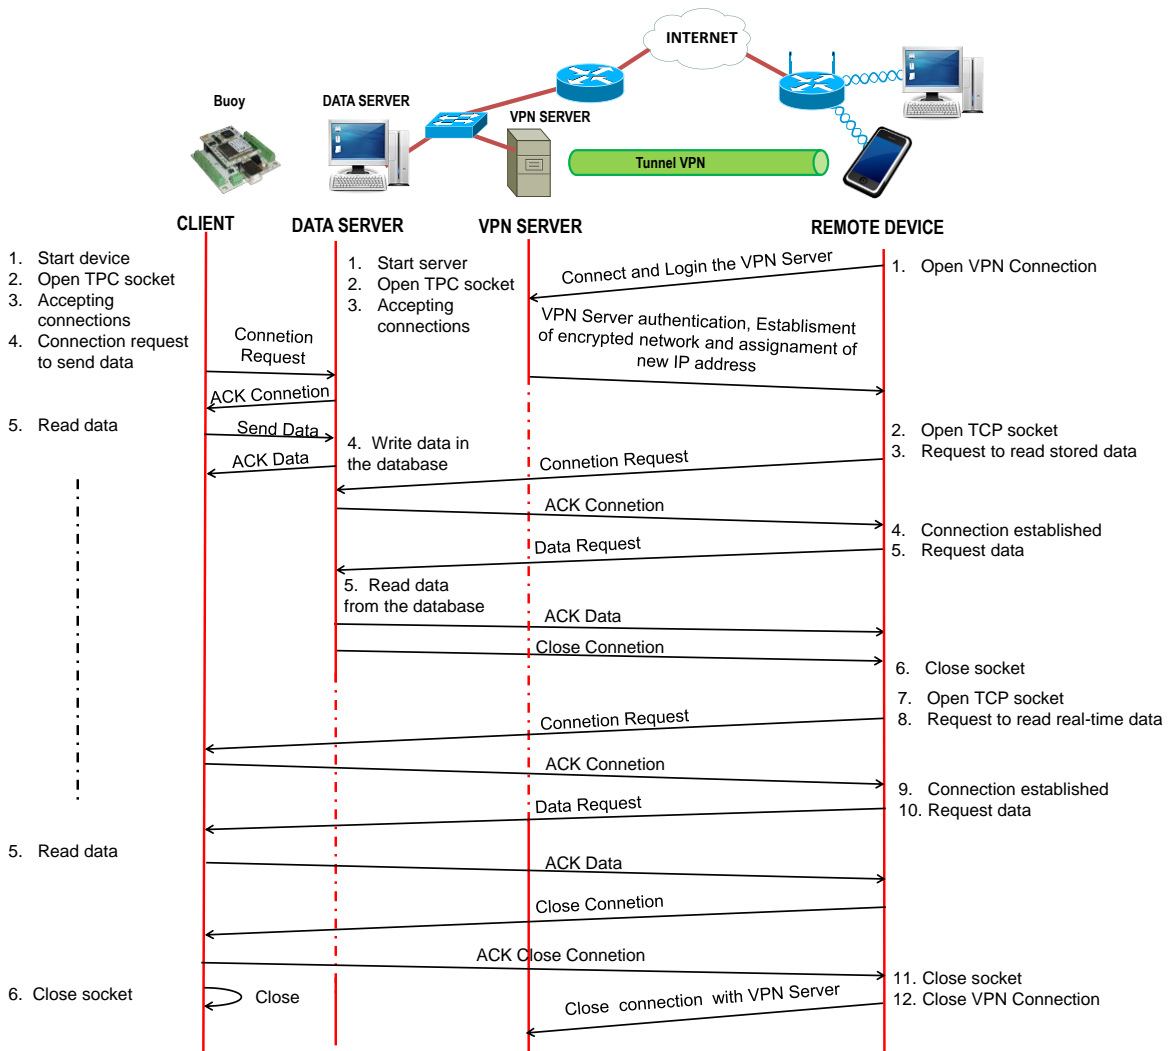 INTERNET
Buoy
DATA SERVER
VPN SERVER
Tunnel VPN
CLIENT
DATA SERVER
VPN SERVER
REMOTE DEVICE
1. Start device
2. Open TPC socket
3. Accepting
connections
4. Connection request
to send data
1. Start server
2. Open TPC socket
3. Accepting
connections
Connect and Login the VPN Server
1. Open VPN Connection
VPN Server authentication, Establisment
of encrypted network and assignament of
new IP address
Connetion
Request
ACK Connetion
5. Read data
Send Data
ACK Data
4. Write data in
the database
2. Open TCP socket
3. Request to read stored data
Connetion Request
ACK Connetion
4. Connection established
5. Request data
Data Request
5. Read data
from the database
ACK Data
Close Connetion
6. Close socket
7. Open TCP socket
8. Request to read real-time data
Connetion Request
ACK Connetion
9. Connection established
10. Request data
Data Request
5. Read data
ACK Data
Close Connetion
ACK Close Connetion
11. Close socket
12. Close VPN Connection
6. Close socket
Close
Close connection with VPN Server